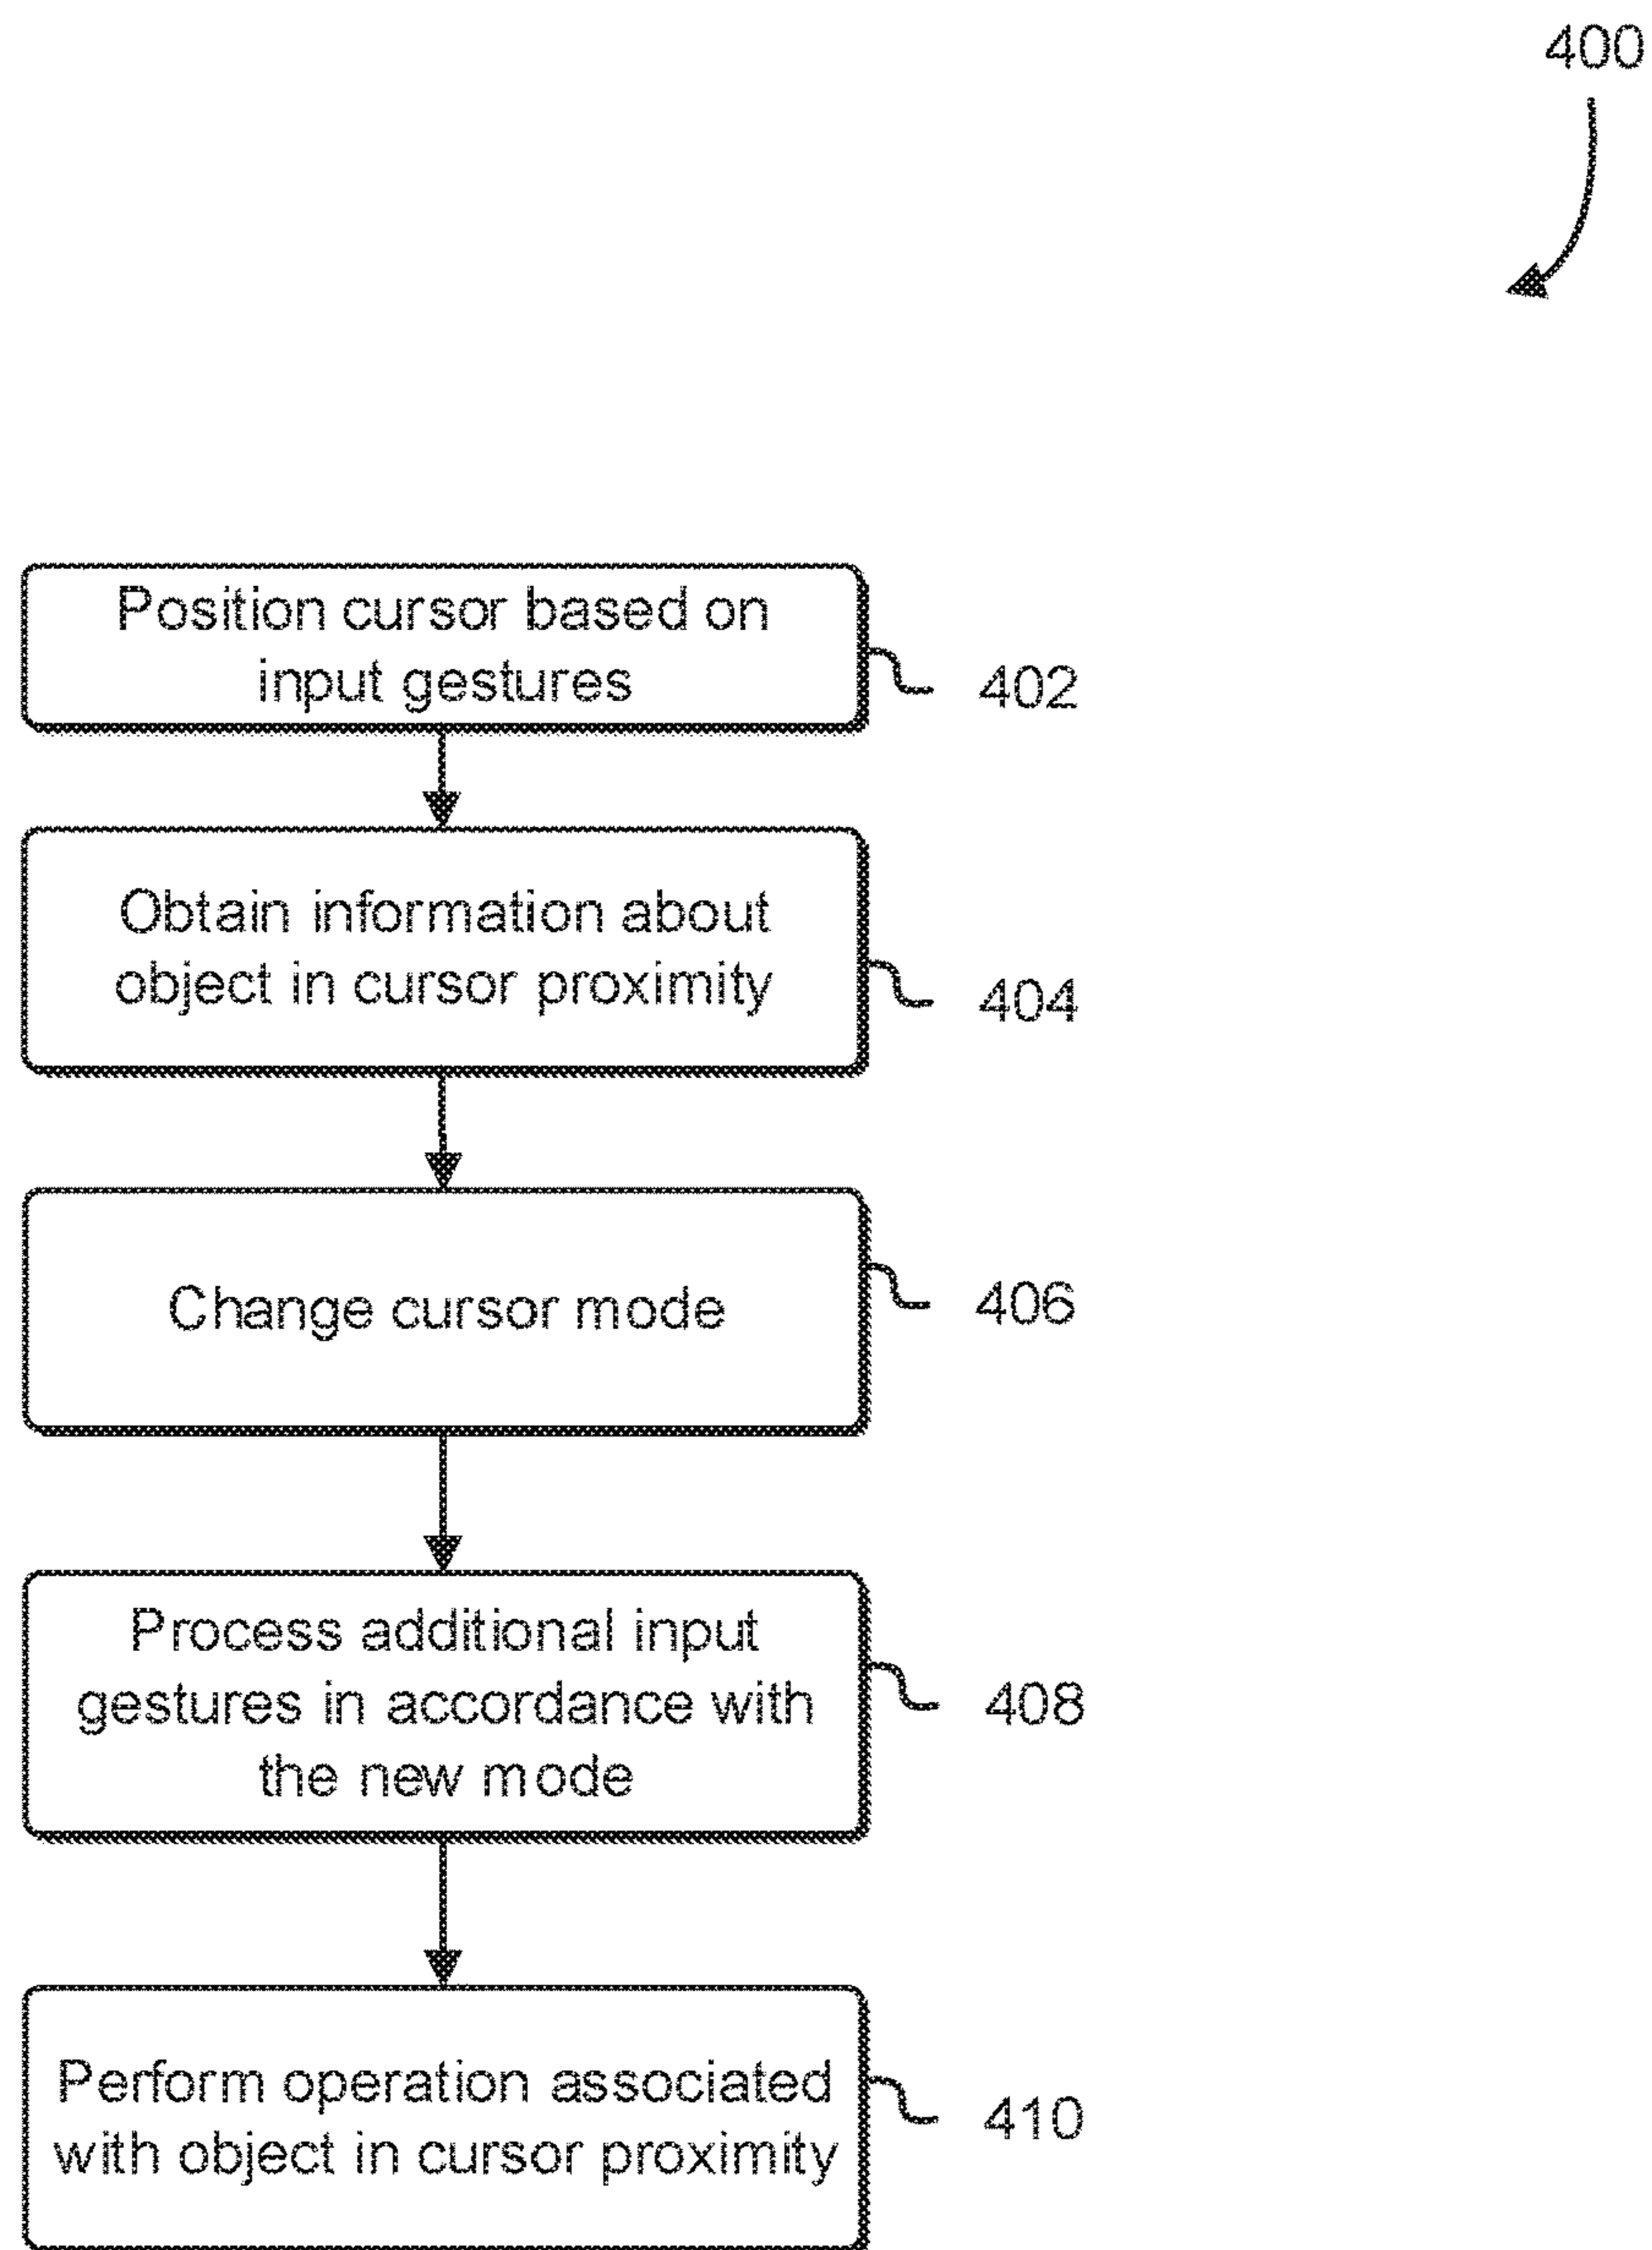 400
Position cursor based on
input gestures
402
Obtain information about
object in cursor proximity
404
Change cursor mode
406
Process additional input
gestures in accordance with
the new mode
408
Perform operation associated
with object in cursor proximity
410